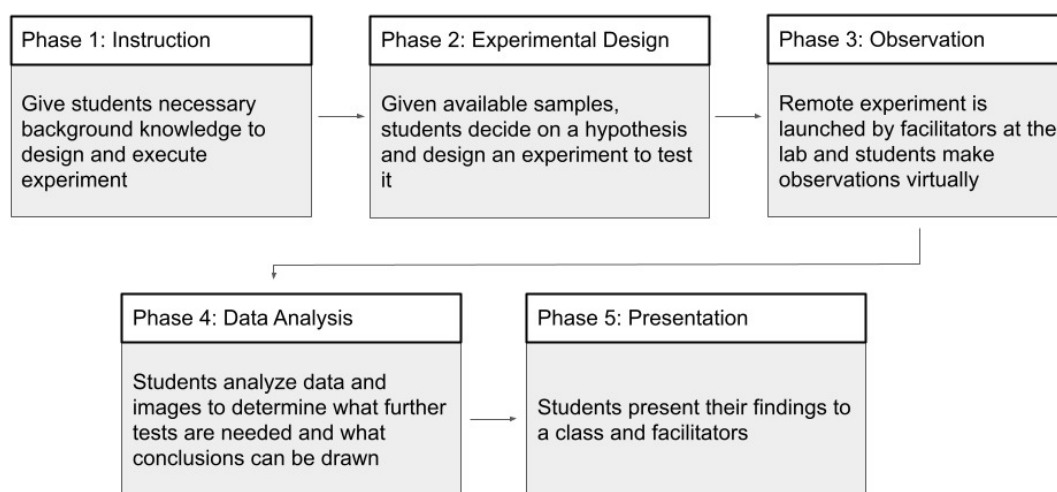 Phase 1: Instruction
Give students necessary
background knowledge to
design and execute
experiment
Phase 2: Experimental Design
Given available samples,
students decide on a hypothesis
and design an experiment to test
it
Phase 3: Observation
Remote experiment is
launched by facilitators at the
lab and students make
observations virtually
Phase 4: Data Analysis
Students analyze data and
images to determine what further
tests are needed and what
conclusions can be drawn
Phase 5: Presentation
Students present their findings to
a class and facilitators